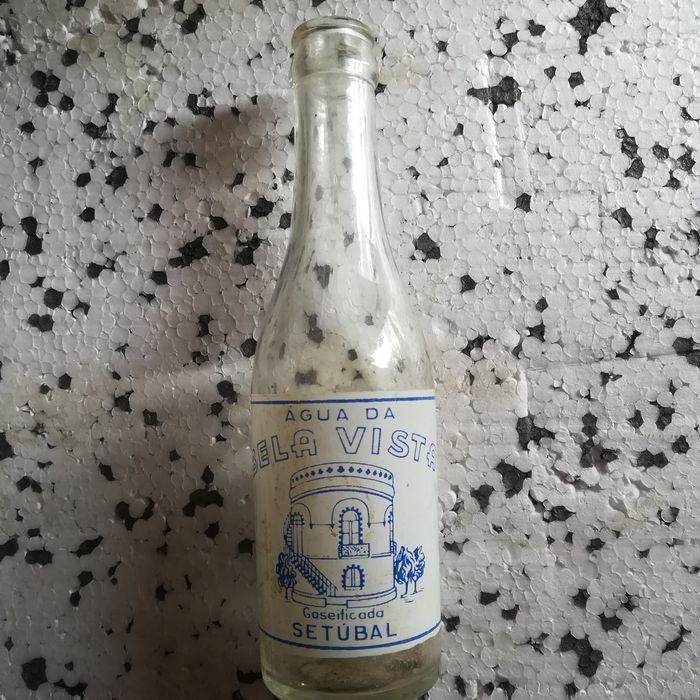 ÁGUA DA
BELA VISTA
Gaseificada
SETÚBAL